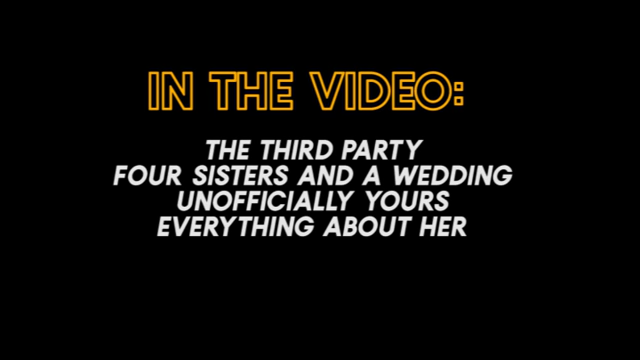 IN THE VIDEO:
THE THIRD PARTY
FOUR SISTERS AND A WEDDING
UNOFFICIALLY YOURS
EVERYTHING ABOUT HER